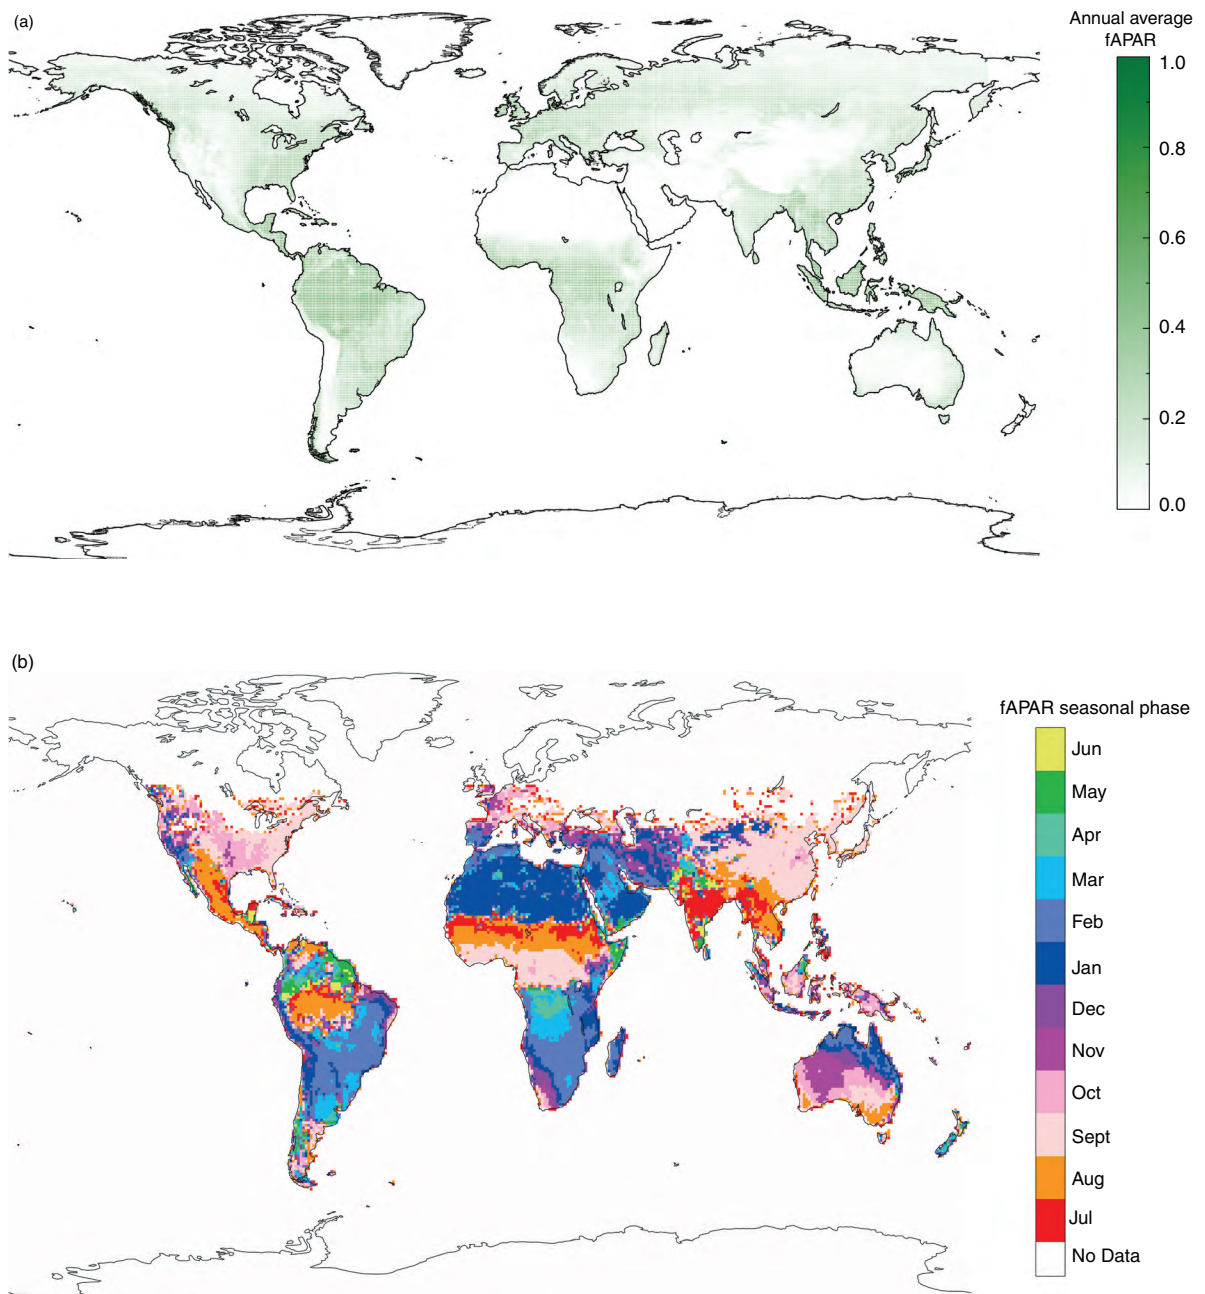 (a)
Annual average
fAPAR
1.0
0.8
0.6
0.4
0.2
0.0
(b)
fAPAR seasonal phase
Jun
May
Apr
Mar
Feb
Jan
Dec
Nov
Oct
Sept
Aug
Jul
No Data